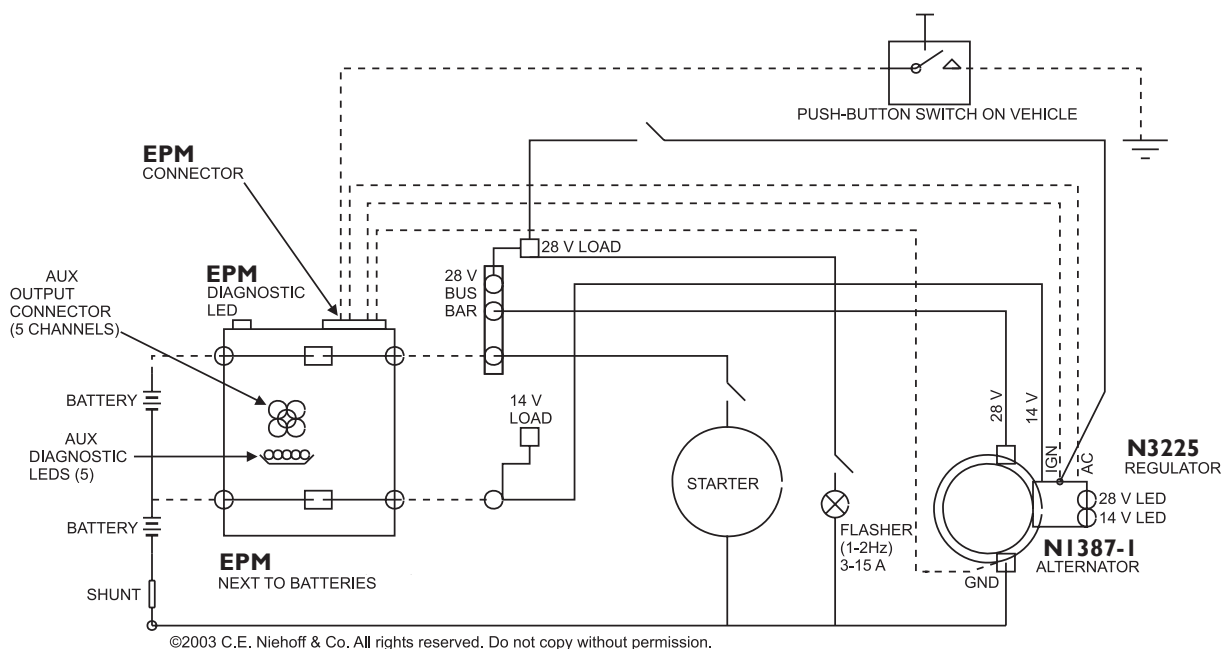 PUSH-BUTTON SWITCH ON VEHICLE
EPM
CONNECTOR
28 V LOAD
AUX
OUTPUT
CONNECTOR
(5 CHANNELS)
EPM
DIAGNOSTIC
LED
28 V
BUS
BAR
BATTERY
14 V
LOAD
28 V
14 V
IGN
AC
N3225
REGULATOR
AUX
DIAGNOSTIC
LEDS (5)
STARTER
28 V LED
14 V LED
BATTERY
FLASHER
(1-2Hz)
3-15 A
N1387-1
ALTERNATOR
GND
EPM
NEXT TO BATTERIES
SHUNT
©2003 C.E. Niehoff & Co. All rights reserved. Do not copy without permission.